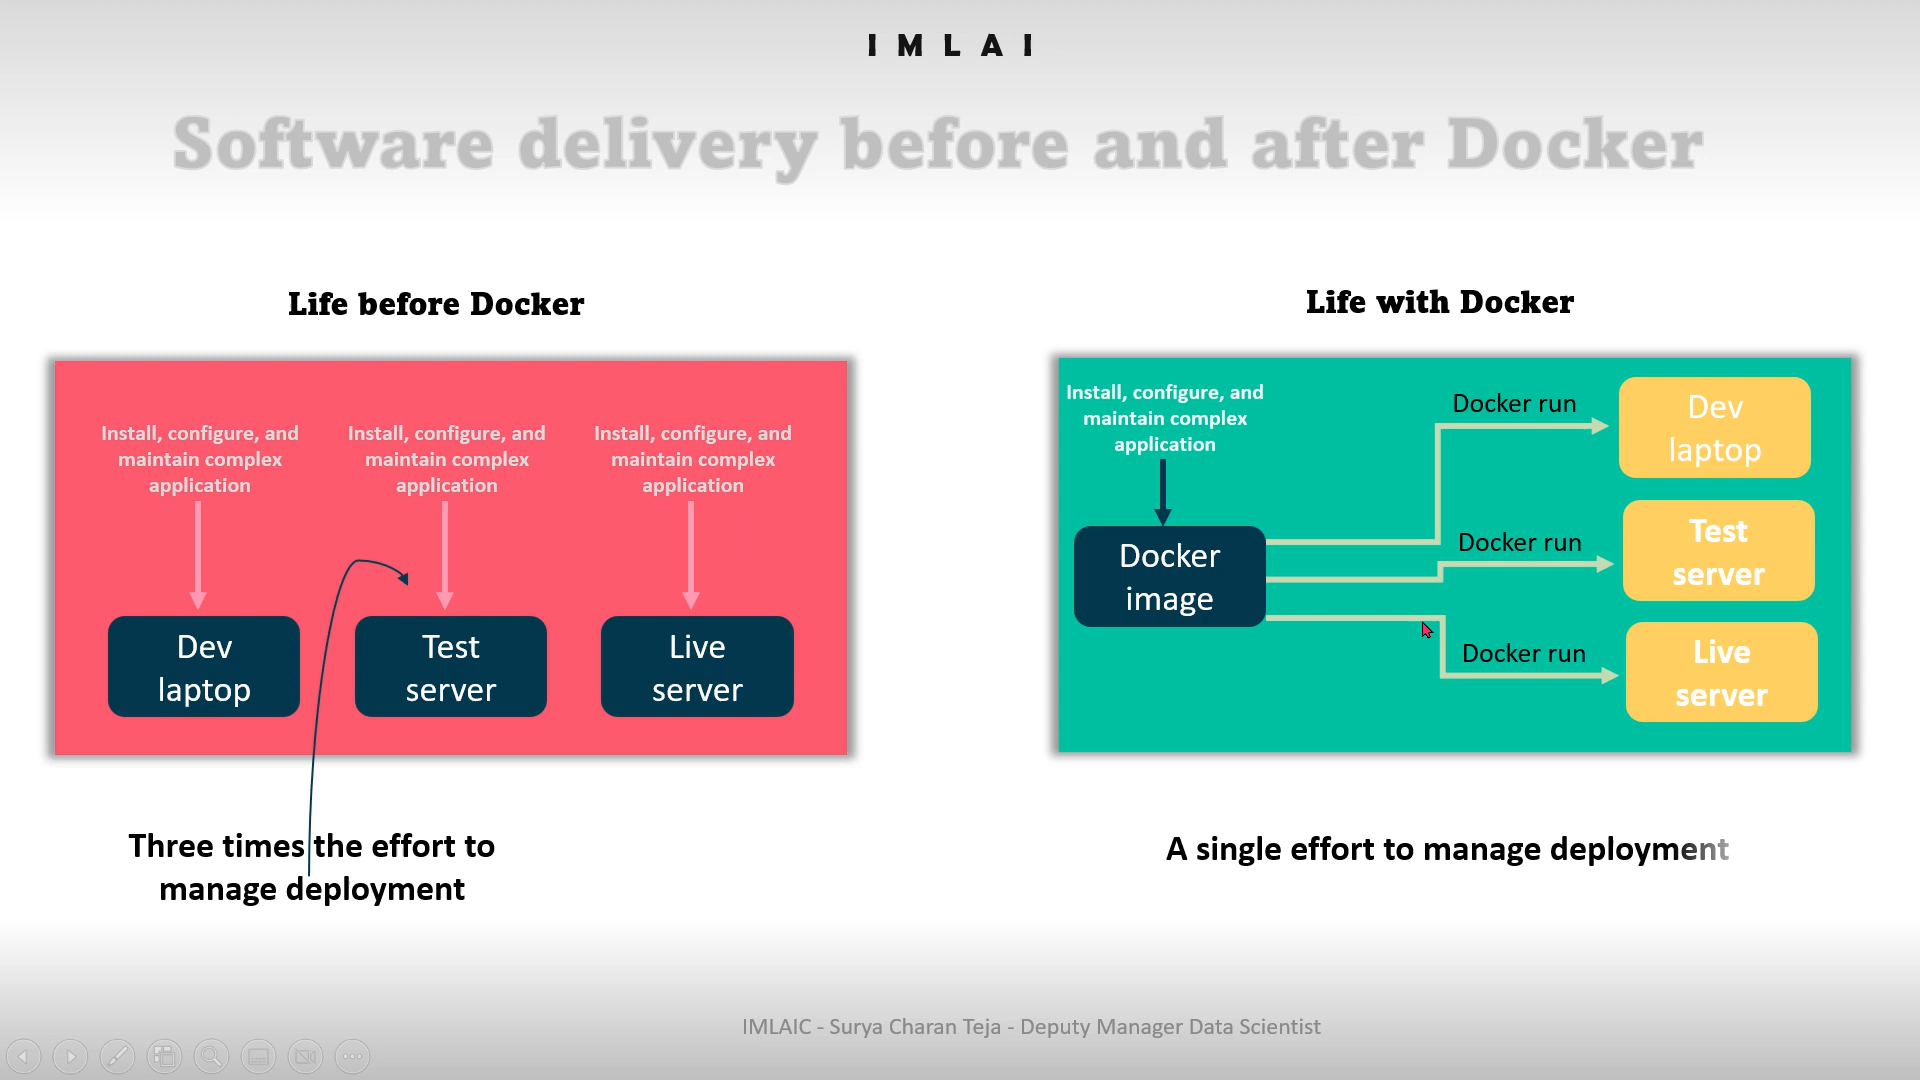 IMLAI
Software delivery before and after Docker
Life before Docker
Install, configure, and
maintain complex
application
Install, configure, and
maintain complex
application
Install, configure, and
maintain complex
application
Dev
laptop
Test
server
Live
server
Three times the effort to
manage deployment
Life with Docker
Install, configure, and
maintain complex
application
Docker
image
Docker run
Dev
laptop
Docker run
Test
server
Docker run
Live
server
A single effort to manage deployment
IMLAIC - Surya Charan Teja - Deputy Manager Data Scientist